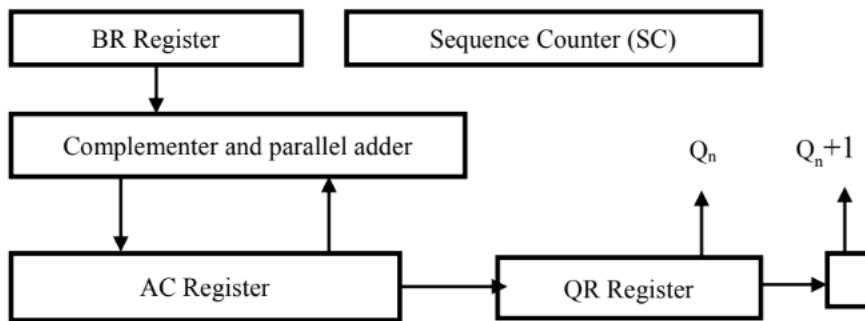 BR Register
Sequence Counter (SC)
Complementer and parallel adder
Qₙ
Qₙ+1
AC Register
QR Register